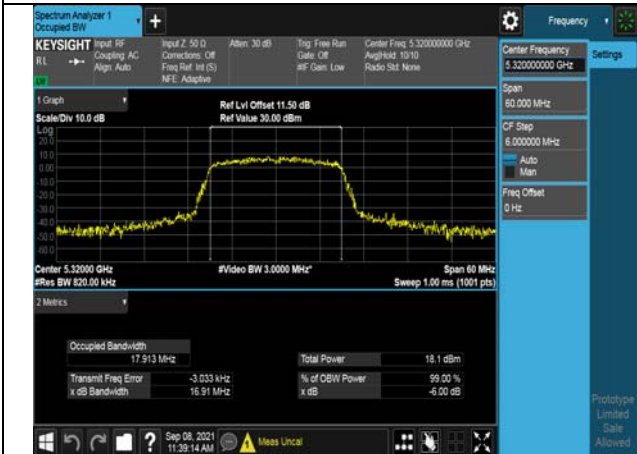 Spectrum Analyzer 1
Occupied BW
+
Frequency
KEYSIGHT
RL
Input: RF
Coupling: AC
Align: Auto
Input Z: 50 Ω
Corrections: Off
Freq Ref: Int (S)
NFE: Adaptive
Atten: 30 dB
Trig: Free Run
Gate: Off
#IF Gain: Low
Center Freq: 5.320000000 GHz
Avg|Hold: 10/10
Radio Std: None
Center Frequency
5.320000000 GHz
Settings
Span
60.000 MHz
CF Step
6.000000 MHz
Auto
Man
Freq Offset
0 Hz
1 Graph
Scale/Div 10.0 dB
Ref Lvl Offset 11.50 dB
Ref Value 30.00 dBm
Log
20.0
10.0
0.00
-10.0
-20.0
-30.0
-40.0
-50.0
-60.0
Center 5.32000 GHz
#Res BW 820.00 kHz
#Video BW 3.0000 MHz*
Span 60 MHz
Sweep 1.00 ms (1001 pts)
2 Metrics
Occupied Bandwidth
17.913 MHz
Total Power 18.1 dBm
Transmit Freq Error -3.033 kHz
% of OBW Power 99.00 %
x dB Bandwidth 16.91 MHz
x dB -6.00 dB
Prototype
Limited
Sale
Allowed
?
Sep 08, 2021
11:39:14 AM
Meas Uncal